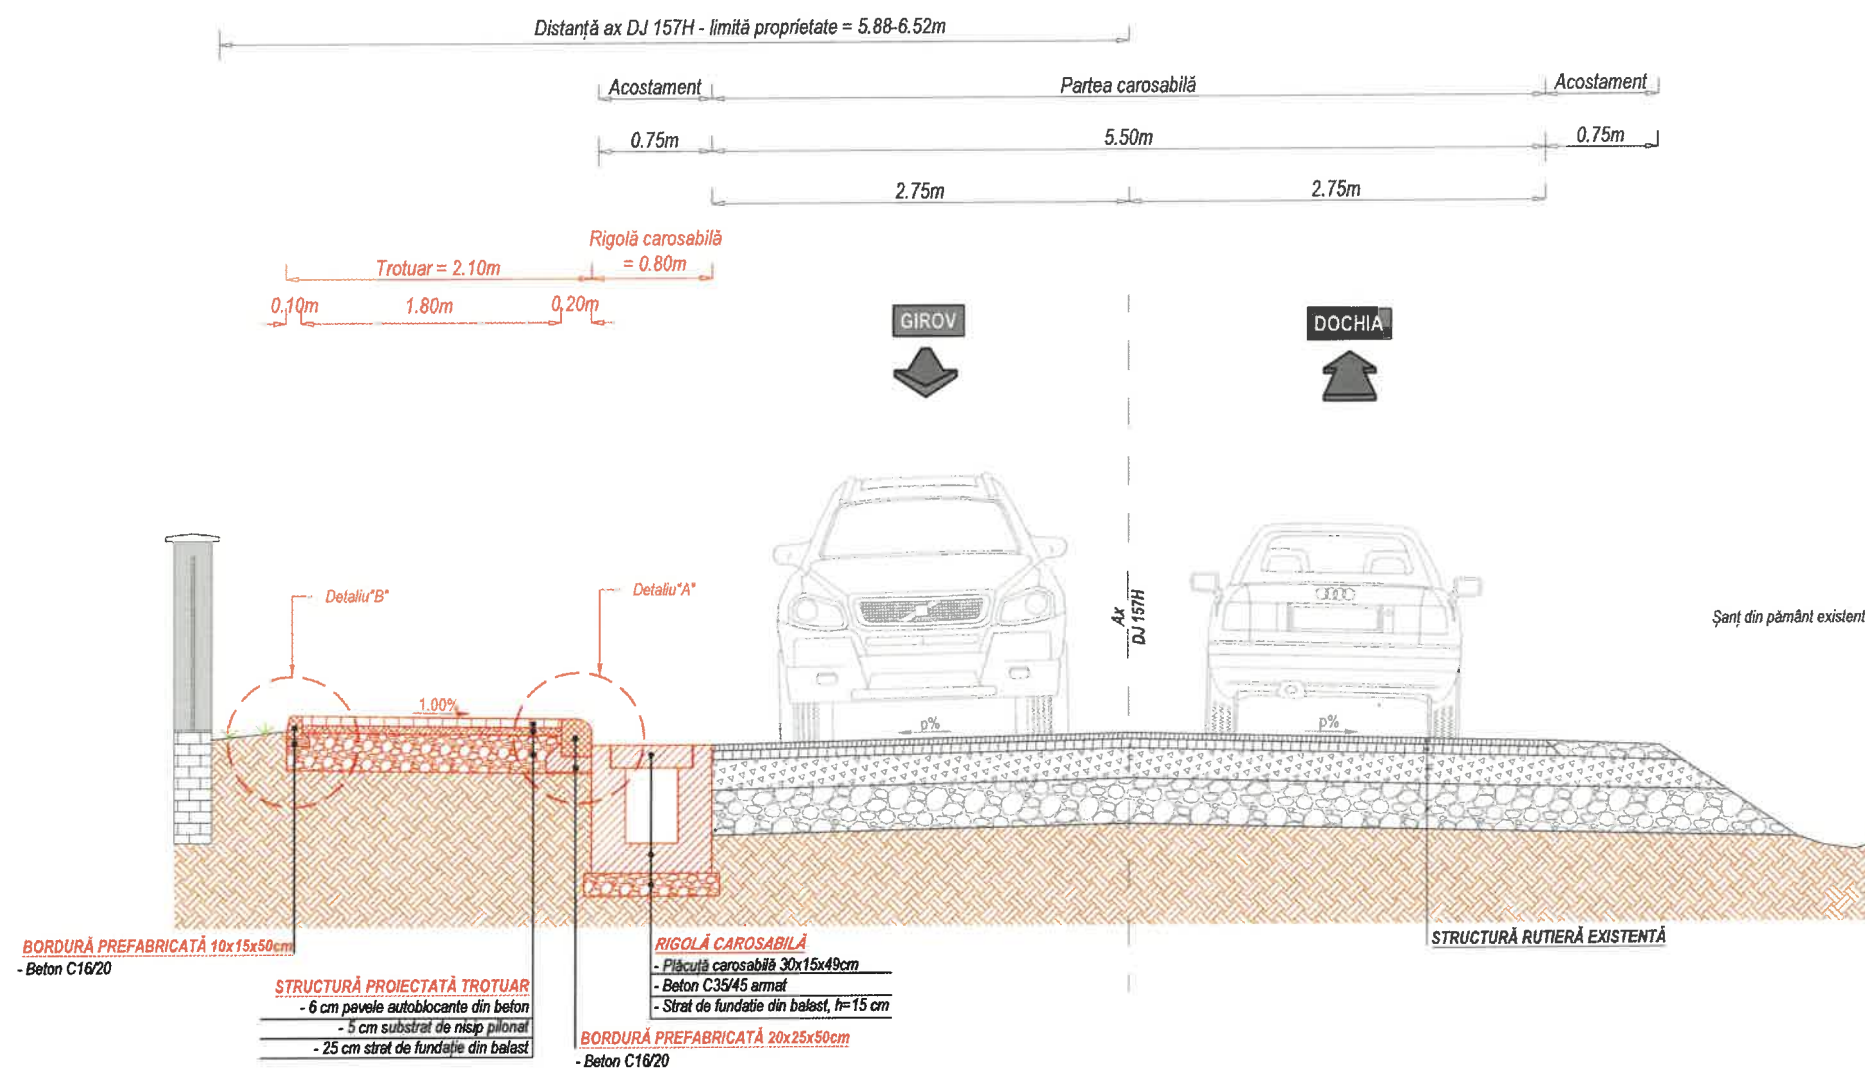 Distanță ax DJ 157H - limită proprietate = 5.88-6.52m
Acostament
Partea carosabilă
Acostament
0.75m
5.50m
0.75m
2.75m
2.75m
Rigolă carosabilă
= 0.80m
Trotuar = 2.10m
0.10m
1.80m
0.20m
GIROV
DOCHIA
Detaliu"B"
Detaliu"A"
Ax
DJ 157H
Șanț din pământ existent
1.00%
p%
p%
BORDURĂ PREFABRICATĂ 10x15x50cm
- Beton C16/20
STRUCTURĂ PROIECTATĂ TROTUAR
- 6 cm pavele autoblocante din beton
- 5 cm substrat de nisip pilonat
- 25 cm strat de fundație din balast
RIGOLĂ CAROSABILĂ
- Plăcuță carosabilă 30x15x49cm
- Beton C35/45 armat
- Strat de fundatie din balast, h=15 cm
BORDURĂ PREFABRICATĂ 20x25x50cm
- Beton C16/20
STRUCTURĂ RUTIERĂ EXISTENTĂ